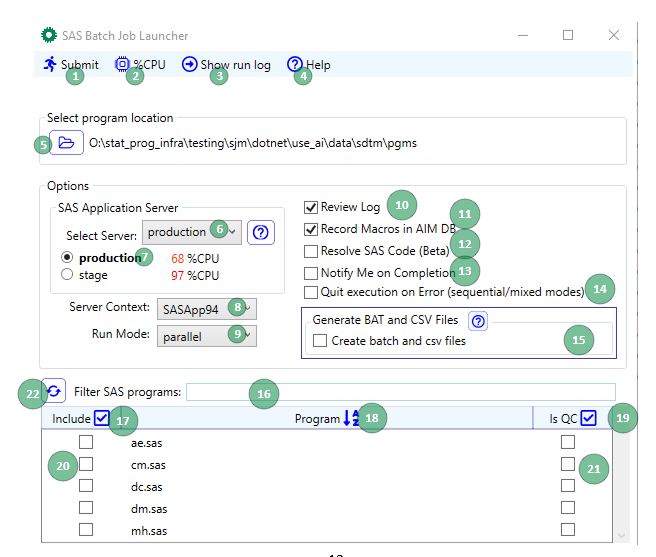 SAS Batch Job Launcher
Submit %CPU Show run log Help
1 2 3 4
Select program location
5 O:\stat_prog_infra\testing\sjm\dotnet\use_ai\data\sdtm\pgms
Options
SAS Application Server
Select Server: production 6
production 7 68 %CPU
stage 97 %CPU
Server Context: SASApp94 8
Run Mode: parallel 9
Review Log 10
Record Macros in AIM DB 11
Resolve SAS Code (Beta) 12
Notify Me on Completion 13
Quit execution on Error (sequential/mixed modes) 14
Generate BAT and CSV Files
Create batch and csv files 15
22 Filter SAS programs: 16
Include 17 Program 18 Is QC 19
ae.sas
20 cm.sas 21
dc.sas
dm.sas
mh.sas